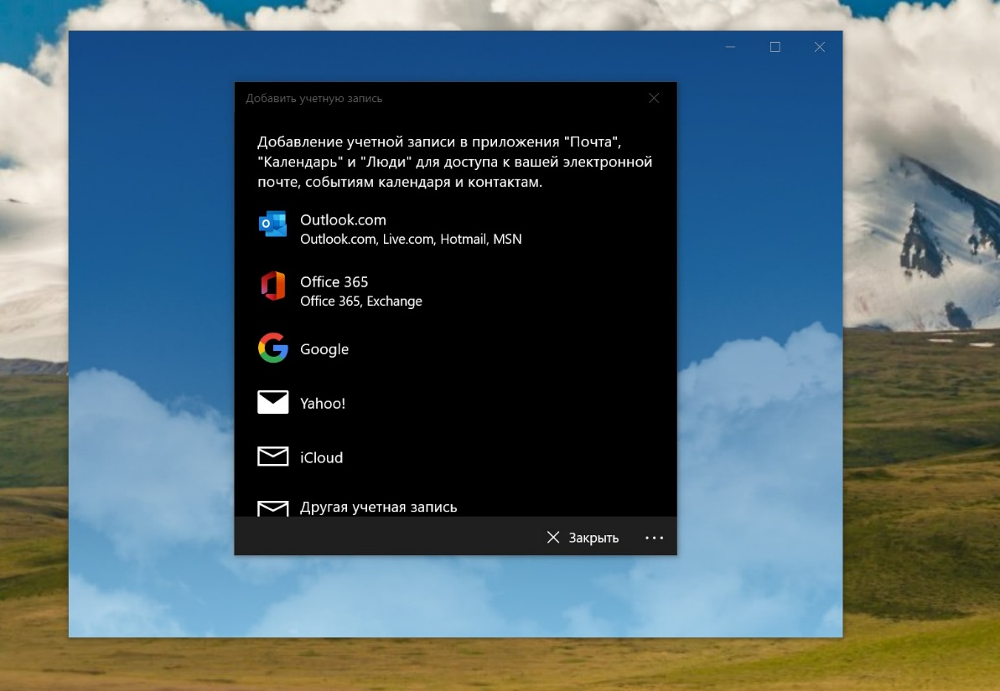 Добавить учетную запись
Добавление учетной записи в приложения "Почта",
"Календарь" и "Люди" для доступа к вашей электронной
почте, событиям календаря и контактам.
Outlook.com
Outlook.com, Live.com, Hotmail, MSN
Office 365
Office 365, Exchange
Google
Yahoo!
iCloud
Другая учетная запись
Закрыть